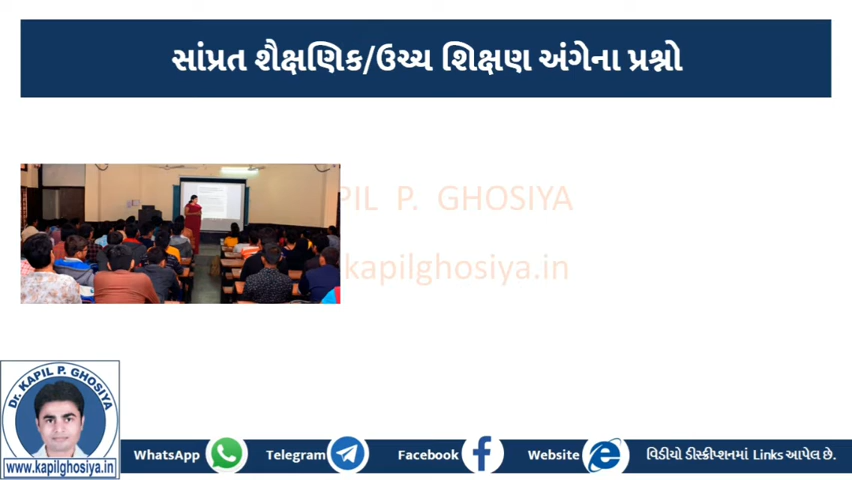 સાંપ્રત શૈક્ષણિક/ઉચ્ચ શિક્ષણ અંગેના પ્રશ્નો
PIL P. GHOSIYA
kapilghosiya.in
Dr. KAPIL P. GHOSIYA
www.kapilghosiya.in
WhatsApp Telegram Facebook Website વિડીયો ડીસ્ક્રીપ્શનમાં Links આપેલ છે.